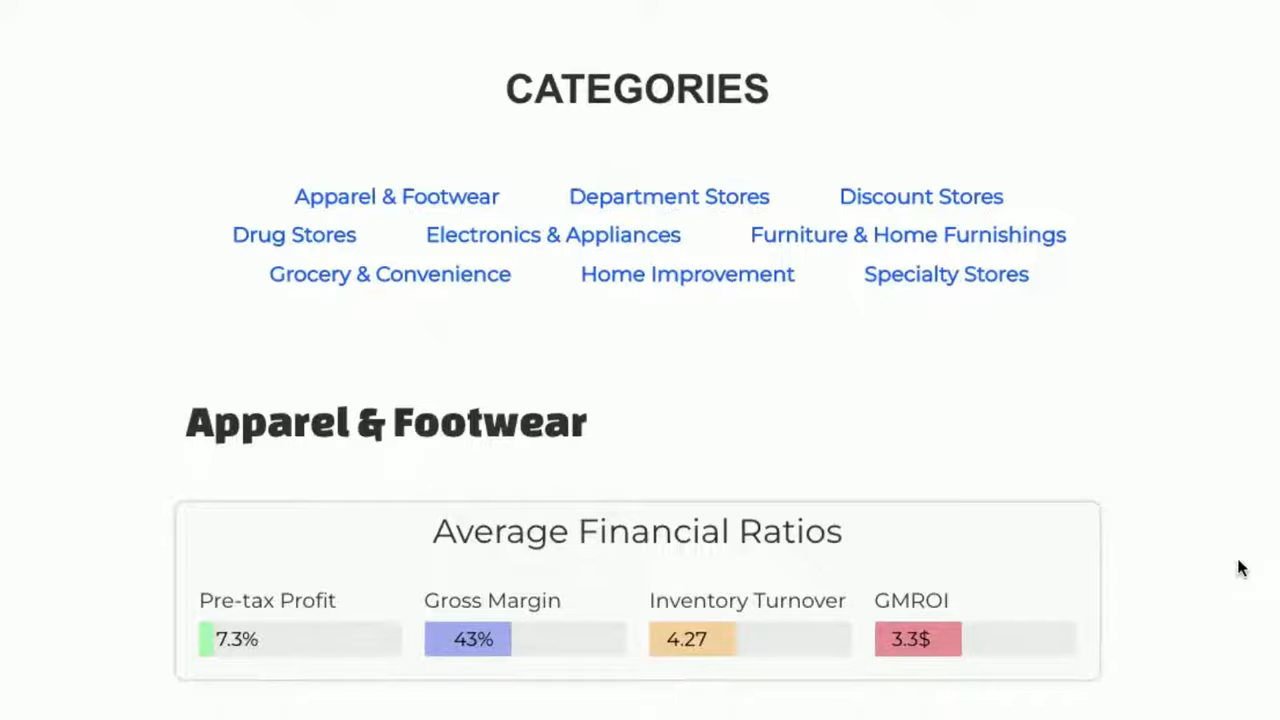 CATEGORIES
Apparel & Footwear Department Stores Discount Stores
Drug Stores Electronics & Appliances Furniture & Home Furnishings
Grocery & Convenience Home Improvement Specialty Stores
Apparel & Footwear
Average Financial Ratios
Pre-tax Profit Gross Margin Inventory Turnover GMROI
7.3% 43% 4.27 3.3$